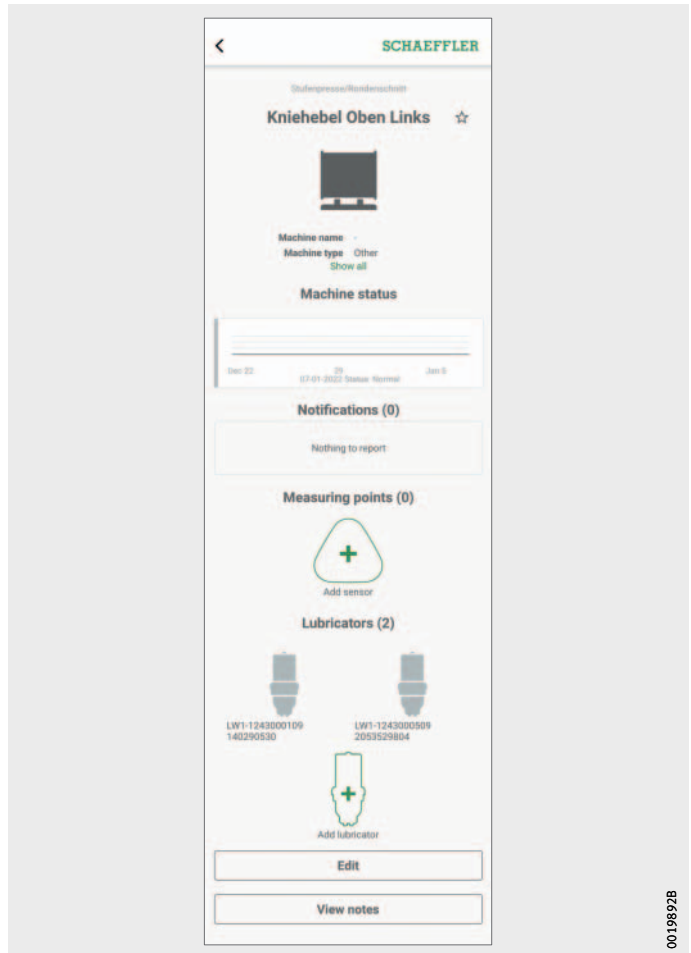 SCHAEFFLER
Stufenpresse/Rondenschnitt
Kniehebel Oben Links
Machine name -
Machine type Other
Show all
Machine status
Dec 22 29 Jan 5
07-01-2022 Status: Normal
Notifications (0)
Nothing to report
Measuring points (0)
Add sensor
Lubricators (2)
LW1-1243000109 LW1-1243000509
140290530 2053529804
Add lubricator
Edit
View notes
0019892B